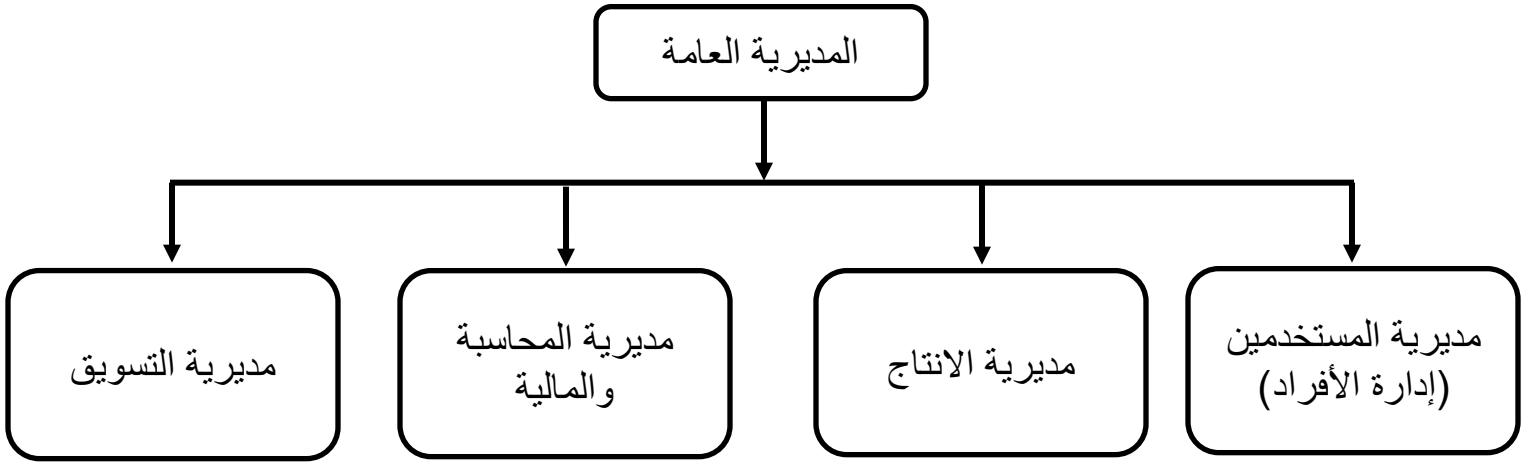 المديرية العامة
مديرية المستخدمين
(إدارة الأفراد)
مديرية الانتاج
مديرية المحاسبة
والمالية
مديرية التسويق